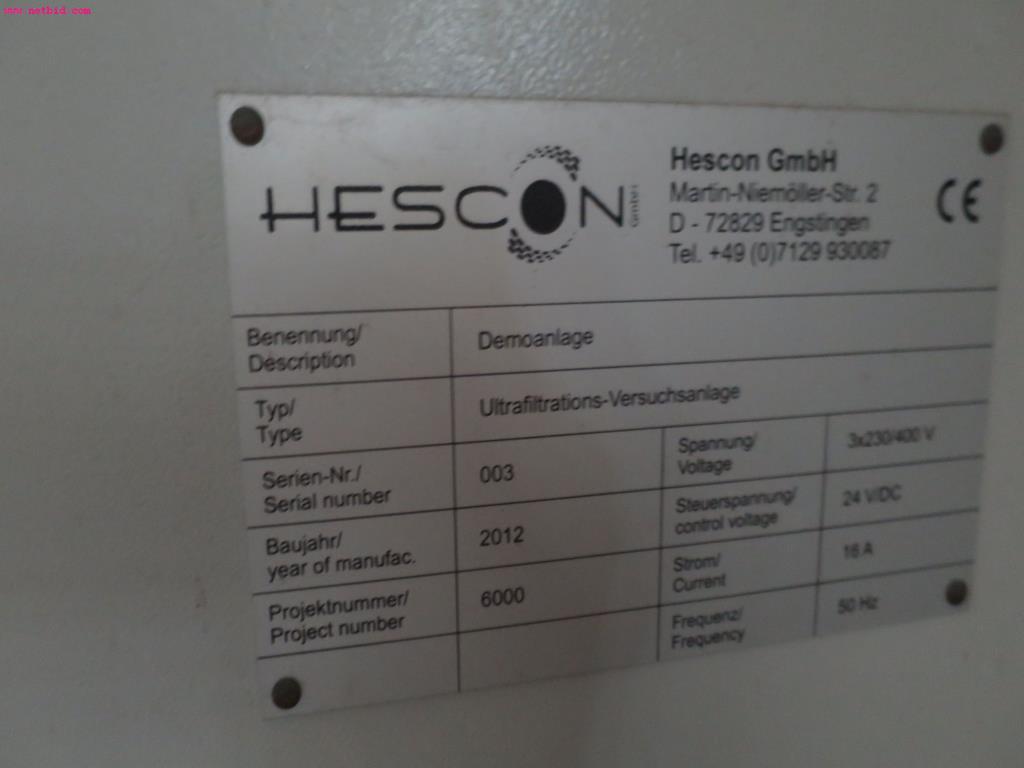 www.netbid.com
HESCON GmbH
Hescon GmbH
Martin-Niemöller-Str. 2
D - 72829 Engstingen
Tel. +49 (0)7129 930087
CE
Benennung/
Description
Demoanlage
Typ/
Type
Ultrafiltrations-Versuchsanlage
Serien-Nr./
Serial number
003
Spannung/
Voltage
3x230/400 V
Baujahr/
year of manufac.
2012
Steuerspannung/
control voltage
24 V/DC
Projektnummer/
Project number
6000
Strom/
Current
16 A
Frequenz/
Frequency
50 Hz